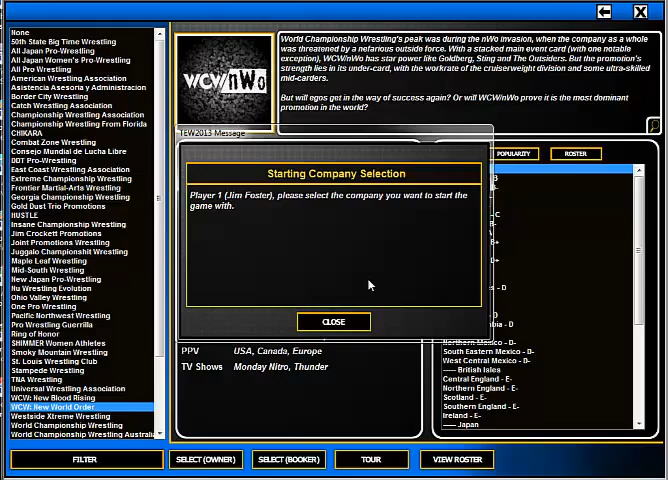 None
50th State Big Time Wrestling
All Japan Pro-Wrestling
All Japan Women's Pro-Wrestling
All Pro Wrestling
American Wrestling Association
Asistencia Asesoria y Administracion
Border City Wrestling
Catch Wrestling Association
Championship Wrestling Association
Championship Wrestling From Florida
CHIKARA
Combat Zone Wrestling
Consejo Mundial de Lucha Libre
DDT Pro-Wrestling
East Coast Wrestling Association
Extreme Championship Wrestling
Frontier Martial-Arts Wrestling
Georgia Championship Wrestling
Gold Dust Trio Promotions
HUSTLE
Insane Championship Wrestling
Jim Crockett Promotions
Joint Promotions Wrestling
Juggalo Championshit Wrestling
Maple Leaf Wrestling
Mid-South Wrestling
New Japan Pro-Wrestling
Nu Wrestling Evolution
Ohio Valley Wrestling
One Pro Wrestling
Pacific Northwest Wrestling
Pro Wrestling Guerrilla
Ring of Honor
SHIMMER Women Athletes
Smoky Mountain Wrestling
St. Louis Wrestling Club
Stampede Wrestling
TNA Wrestling
Universal Wrestling Association
WCW: New Blood Rising
WCW: New World Order
Westside Xtreme Wrestling
World Championship Wrestling
World Championship Wrestling Australi
WCW/nWo
World Championship Wrestling's peak was during the nWo invasion, when the company as a whole
was threatened by a nefarious outside force. With a stacked main event card (with one notable
exception), WCW/nWo has star power like Goldberg, Sting and The Outsiders. But the promotion's
strength lies in its under-card, with the workrate of the cruiserweight division and some ultra-skilled
mid-carders.
But will egos get in the way of success again? Or will WCW/nWo prove it is the most dominant
promotion in the world?
TEW2013 Message
Starting Company Selection
Player 1 (Jim Foster), please select the company you want to start the
game with.
CLOSE
POPULARITY
ROSTER
PPV USA, Canada, Europe
TV Shows Monday Nitro, Thunder
Northern Mexico - D-
South Eastern Mexico - D-
West Central Mexico - D-
----- British Isles
Central England - E-
Northern England - E-
Scotland - E-
Southern England - E-
Ireland - E-
----- Japan
FILTER
SELECT (OWNER)
SELECT (BOOKER)
TOUR
VIEW ROSTER